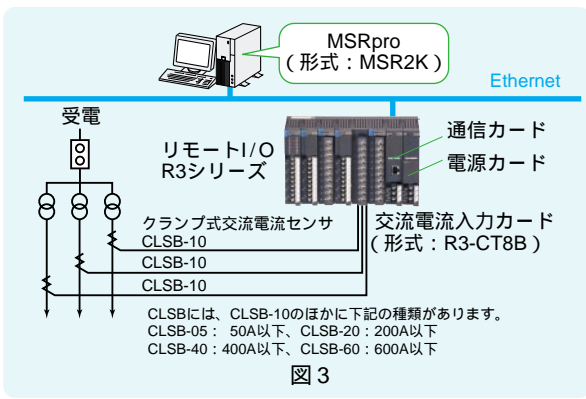 MSRpro
（形式：MSR2K）
Ethernet
受電
リモートI/O
R3シリーズ
通信カード
電源カード
クランプ式交流電流センサ
CLSB-10
CLSB-10
CLSB-10
交流電流入力カード
（形式：R3-CT8B）
CLSBには、CLSB-10のほかに下記の種類があります。
CLSB-05： 50A以下、CLSB-20：200A以下
CLSB-40：400A以下、CLSB-60：600A以下
図3